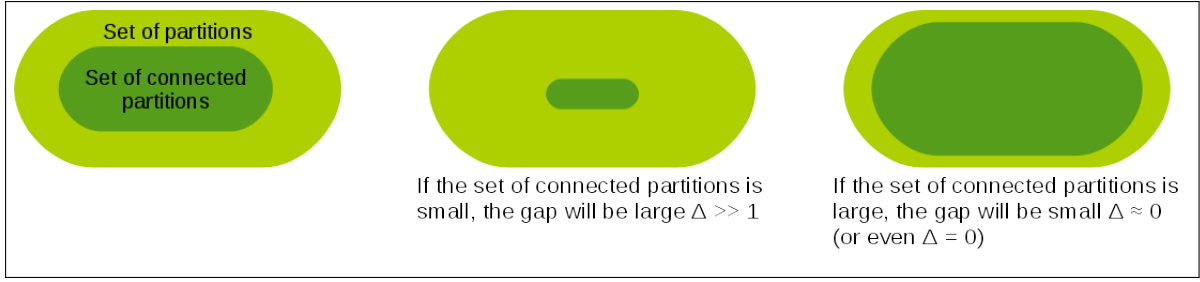 Set of partitions
Set of connected
partitions
If the set of connected partitions is
small, the gap will be large Δ >> 1
If the set of connected partitions is
large, the gap will be small Δ ≈ 0
(or even Δ = 0)